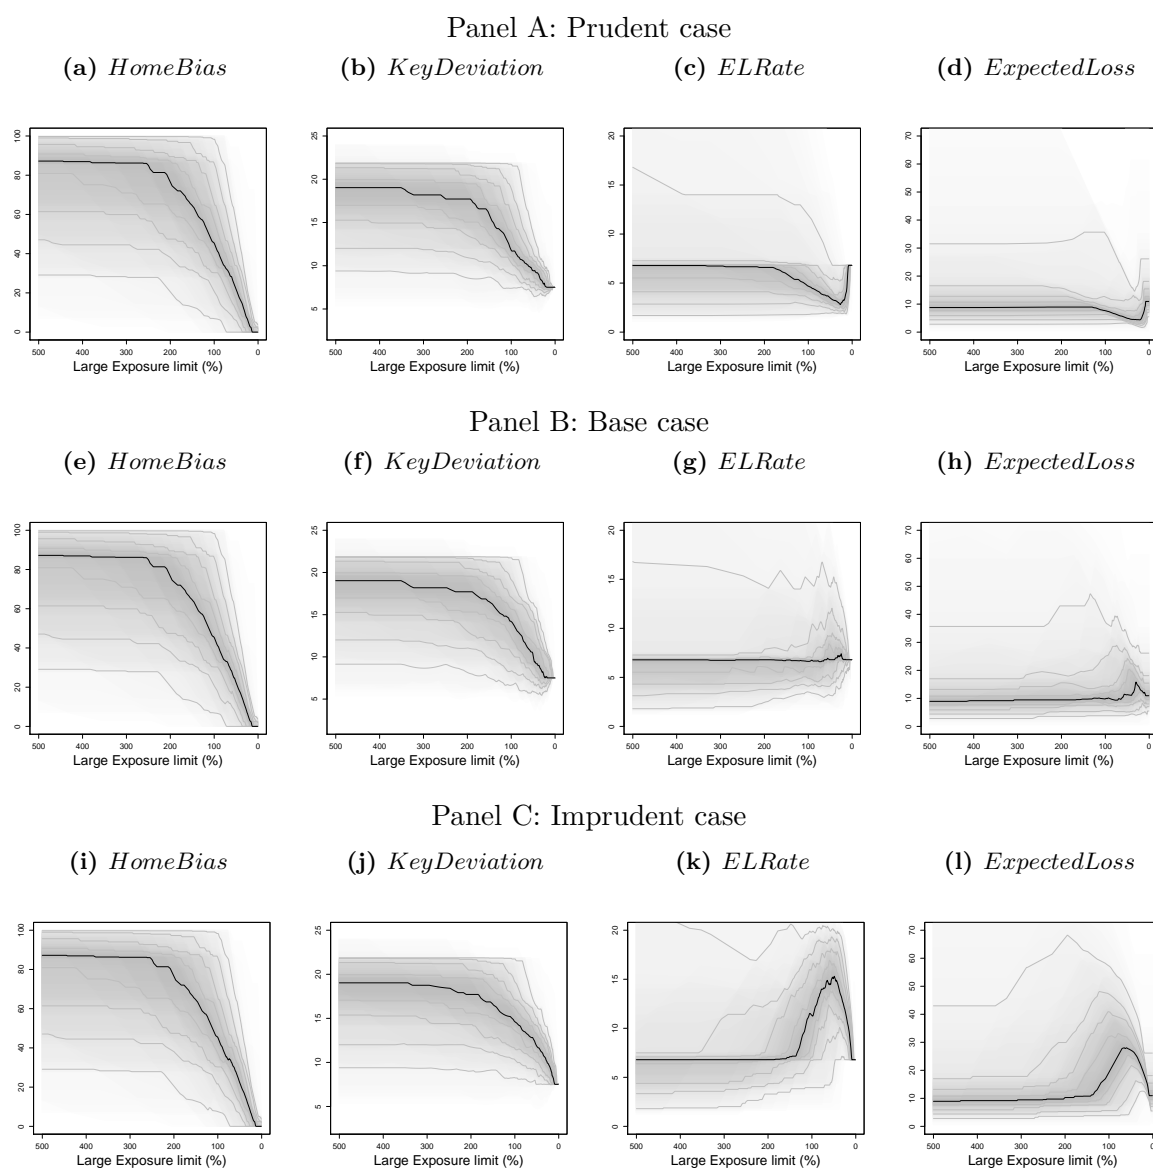 Panel A: Prudent case
(a) HomeBias
(b) KeyDeviation
(c) ELRate
(d) ExpectedLoss
0 20 40 60 80 100
500 400 300 200 100 0
Large Exposure limit (%)
5 10 15 20 25
500 400 300 200 100 0
Large Exposure limit (%)
0 5 10 15 20
500 400 300 200 100 0
Large Exposure limit (%)
0 10 20 30 40 50 60 70
500 400 300 200 100 0
Large Exposure limit (%)
Panel B: Base case
(e) HomeBias
(f) KeyDeviation
(g) ELRate
(h) ExpectedLoss
0 20 40 60 80 100
500 400 300 200 100 0
Large Exposure limit (%)
5 10 15 20 25
500 400 300 200 100 0
Large Exposure limit (%)
0 5 10 15 20
500 400 300 200 100 0
Large Exposure limit (%)
0 10 20 30 40 50 60 70
500 400 300 200 100 0
Large Exposure limit (%)
Panel C: Imprudent case
(i) HomeBias
(j) KeyDeviation
(k) ELRate
(l) ExpectedLoss
0 20 40 60 80 100
500 400 300 200 100 0
Large Exposure limit (%)
5 10 15 20 25
500 400 300 200 100 0
Large Exposure limit (%)
0 5 10 15 20
500 400 300 200 100 0
Large Exposure limit (%)
0 10 20 30 40 50 60 70
500 400 300 200 100 0
Large Exposure limit (%)